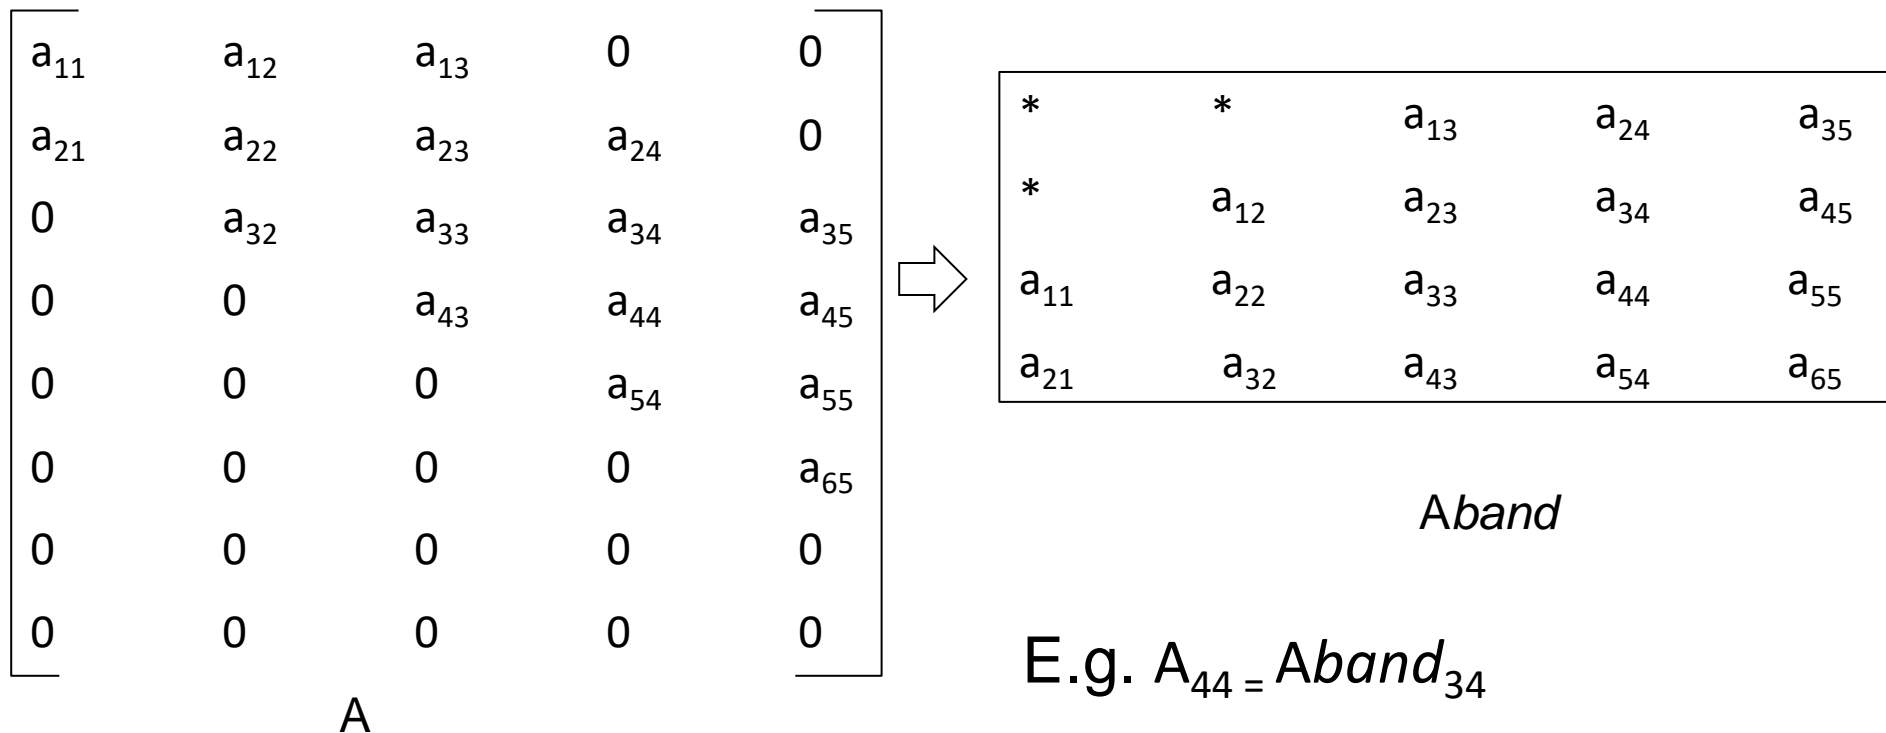 a₁₁ a₁₂ a₁₃ 0 0
a₂₁ a₂₂ a₂₃ a₂₄ 0
0 a₃₂ a₃₃ a₃₄ a₃₅
0 0 a₄₃ a₄₄ a₄₅
0 0 0 a₅₄ a₅₅
0 0 0 0 a₆₅
0 0 0 0 0
0 0 0 0 0
A
* * a₁₃ a₂₄ a₃₅
* a₁₂ a₂₃ a₃₄ a₄₅
a₁₁ a₂₂ a₃₃ a₄₄ a₅₅
a₂₁ a₃₂ a₄₃ a₅₄ a₆₅
Aband
E.g. A₄₄ = Aband₃₄